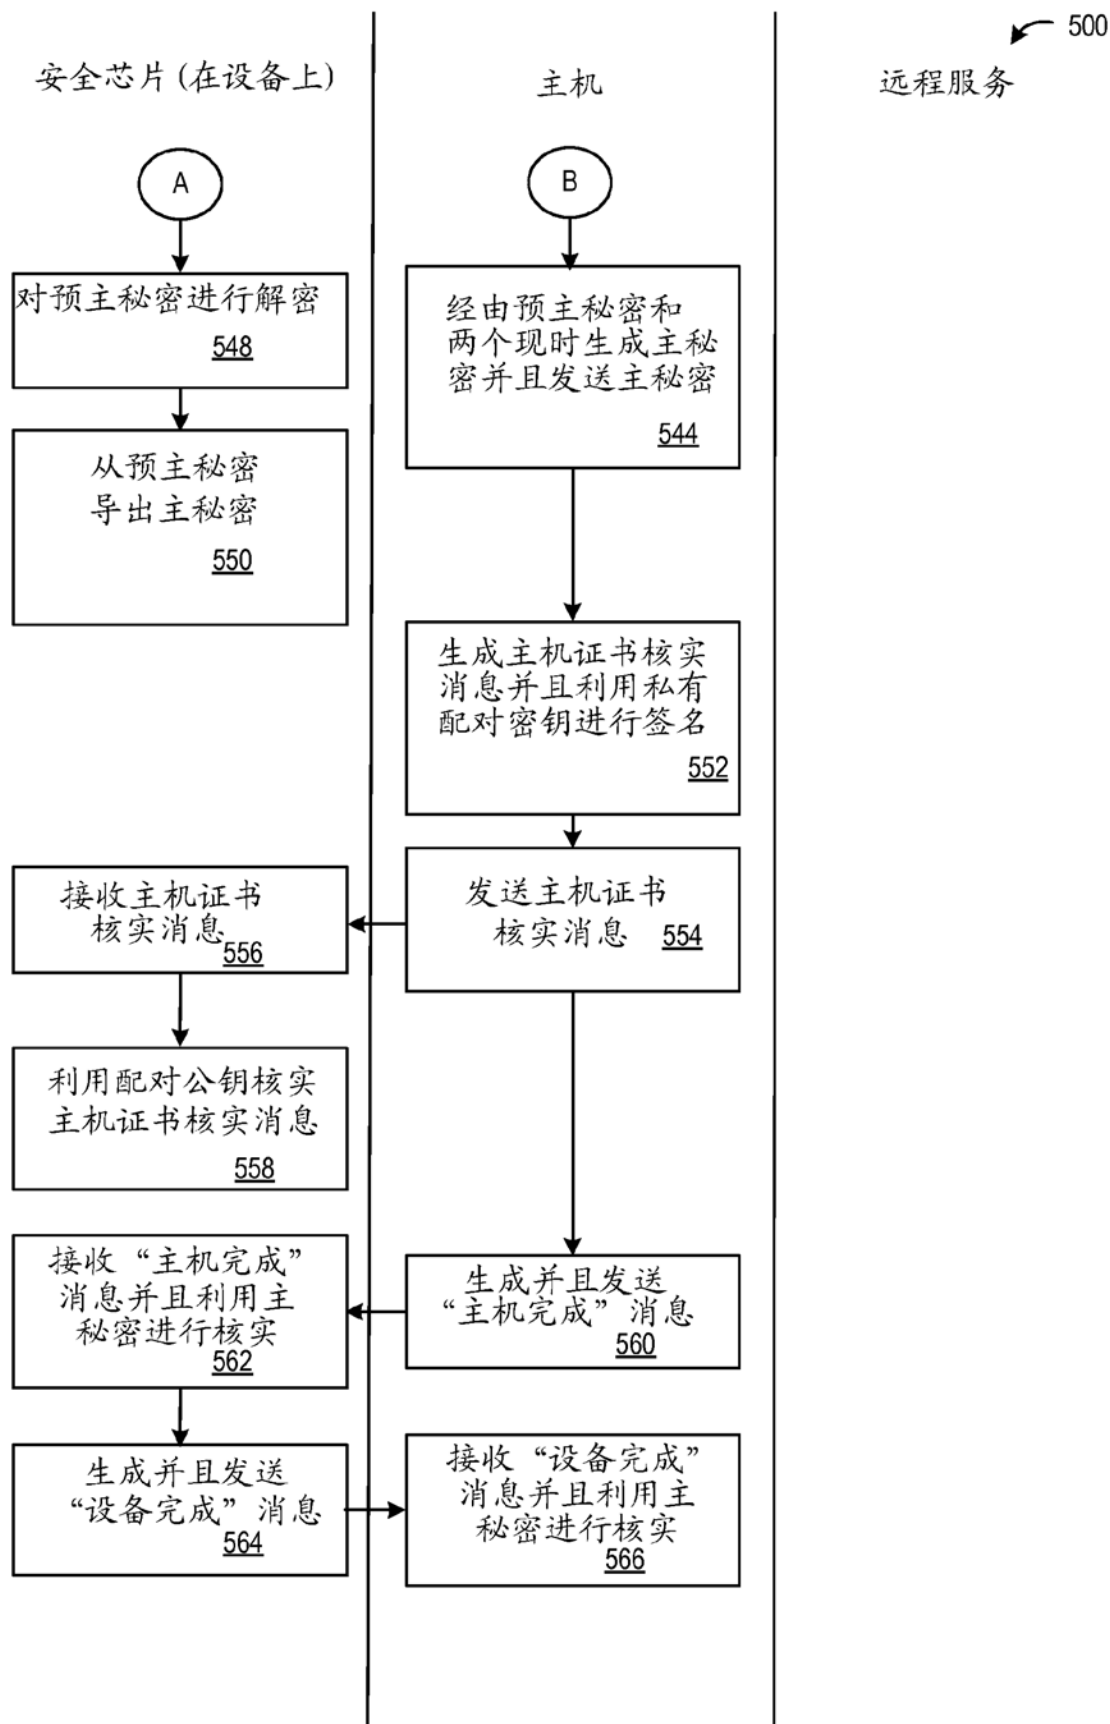 500
安全芯片(在设备上)
主机
远程服务
A
B
对预主秘密进行解密
548
经由预主秘密和
两个现时生成主秘
密并且发送主秘密
544
从预主秘密
导出主秘密
550
生成主机证书核实
消息并且利用私有
配对密钥进行签名
552
发送主机证书
核实消息 554
接收主机证书
核实消息 556
利用配对公钥核实
主机证书核实消息
558
生成并且发送
“主机完成”消息
560
接收“主机完成”
消息并且利用主
秘密进行核实
562
生成并且发送
“设备完成”消息
564
接收“设备完成”
消息并且利用主
秘密进行核实
566